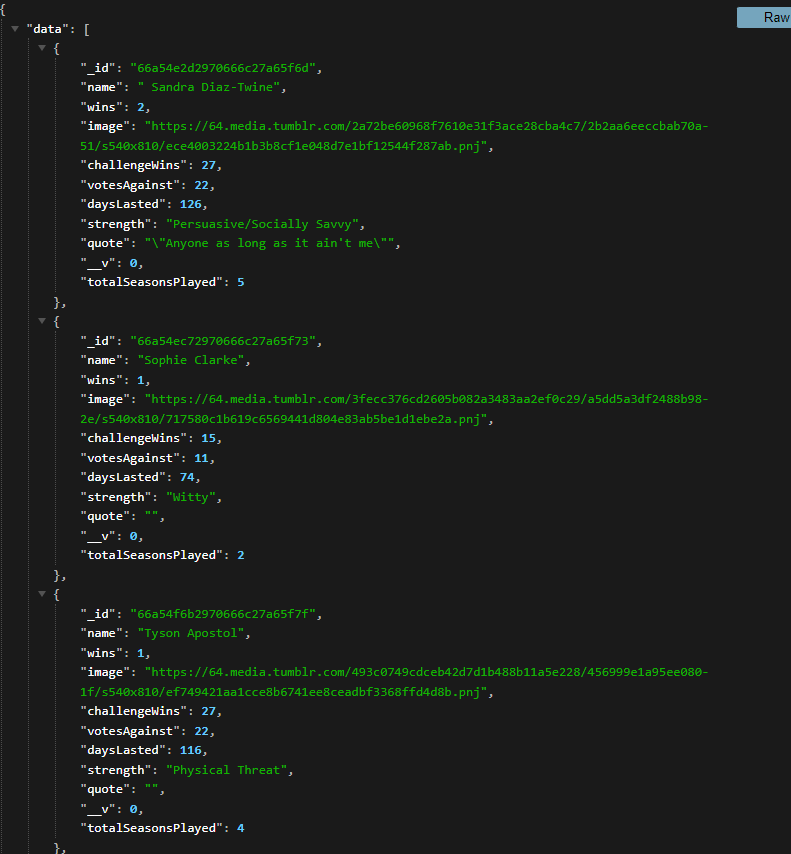 {
Raw
"data": [
{
"_id": "66a54e2d2970666c27a65f6d",
"name": " Sandra Diaz-Twine",
"wins": 2,
"image": "https://64.media.tumblr.com/2a72be60968f7610e31f3ace28cba4c7/2b2aa6eeccbab70a-
51/s540x810/ece4003224b1b3b8cf1e048d7e1bf12544f287ab.pnj",
"challengeWins": 27,
"votesAgainst": 22,
"daysLasted": 126,
"strength": "Persuasive/Socially Savvy",
"quote": "\"Anyone as long as it ain't me\"",
"__v": 0,
"totalSeasonsPlayed": 5
},
{
"_id": "66a54ec72970666c27a65f73",
"name": "Sophie Clarke",
"wins": 1,
"image": "https://64.media.tumblr.com/3fecc376cd2605b082a3483aa2ef0c29/a5dd5a3df2488b98-
2e/s540x810/717580c1b619c6569441d804e83ab5be1d1ebe2a.pnj",
"challengeWins": 15,
"votesAgainst": 11,
"daysLasted": 74,
"strength": "Witty",
"quote": "",
"__v": 0,
"totalSeasonsPlayed": 2
},
{
"_id": "66a54f6b2970666c27a65f7f",
"name": "Tyson Apostol",
"wins": 1,
"image": "https://64.media.tumblr.com/493c0749cdceb42d7d1b488b11a5e228/456999e1a95ee080-
1f/s540x810/ef749421aa1cce8b6741ee8ceadbf3368ffd4d8b.pnj",
"challengeWins": 27,
"votesAgainst": 22,
"daysLasted": 116,
"strength": "Physical Threat",
"quote": "",
"__v": 0,
"totalSeasonsPlayed": 4
},